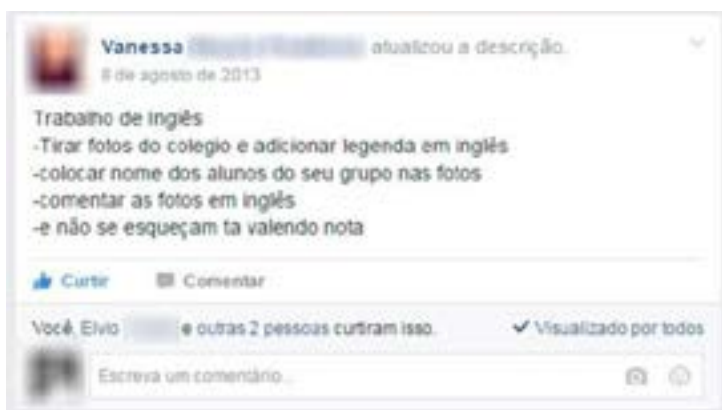 Vanessa atualizou a descrição.
8 de agosto de 2013
Trabalho de inglês
-Tirar fotos do colegio e adicionar legenda em inglês
-colocar nome dos alunos do seu grupo nas fotos
-comentar as fotos em inglês
-e não se esqueçam ta valendo nota
Curtir Comentar
Você, Elvio e outras 2 pessoas curtiram isso. Visualizado por todos
Escreva um comentário...